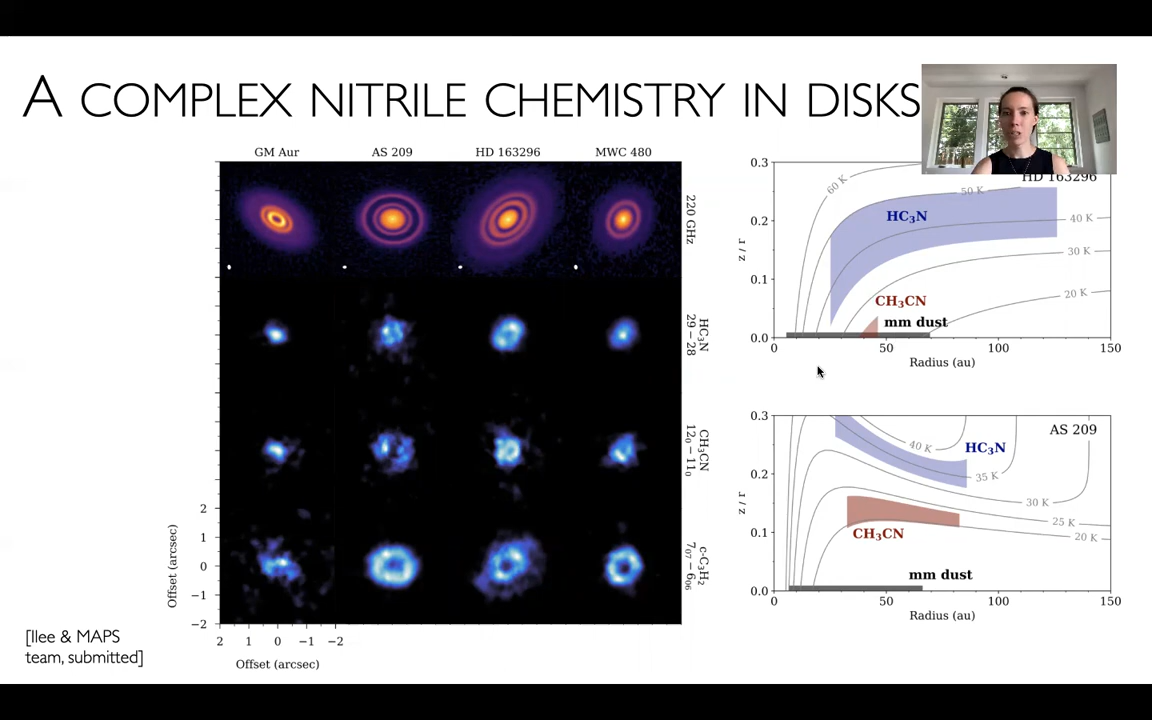 A COMPLEX NITRILE CHEMISTRY IN DISKS
GM Aur
AS 209
HD 163296
MWC 480
220 GHz
HC₃N
29 − 28
CH₃CN
12₀ − 11₀
c-C₃H₂
7₀₇ − 6₀₆
2
1
0
−1
−2
Offset (arcsec)
2 1 0 −1 −2
Offset (arcsec)
[Ilee & MAPS
team, submitted]
0.3
0.2
0.1
0.0
z / r
HD 163296
60 K
50 K
40 K
30 K
20 K
HC₃N
CH₃CN
mm dust
0 50 100 150
Radius (au)
0.3
0.2
0.1
0.0
z / r
AS 209
40 K
35 K
30 K
25 K
20 K
HC₃N
CH₃CN
mm dust
0 50 100 150
Radius (au)